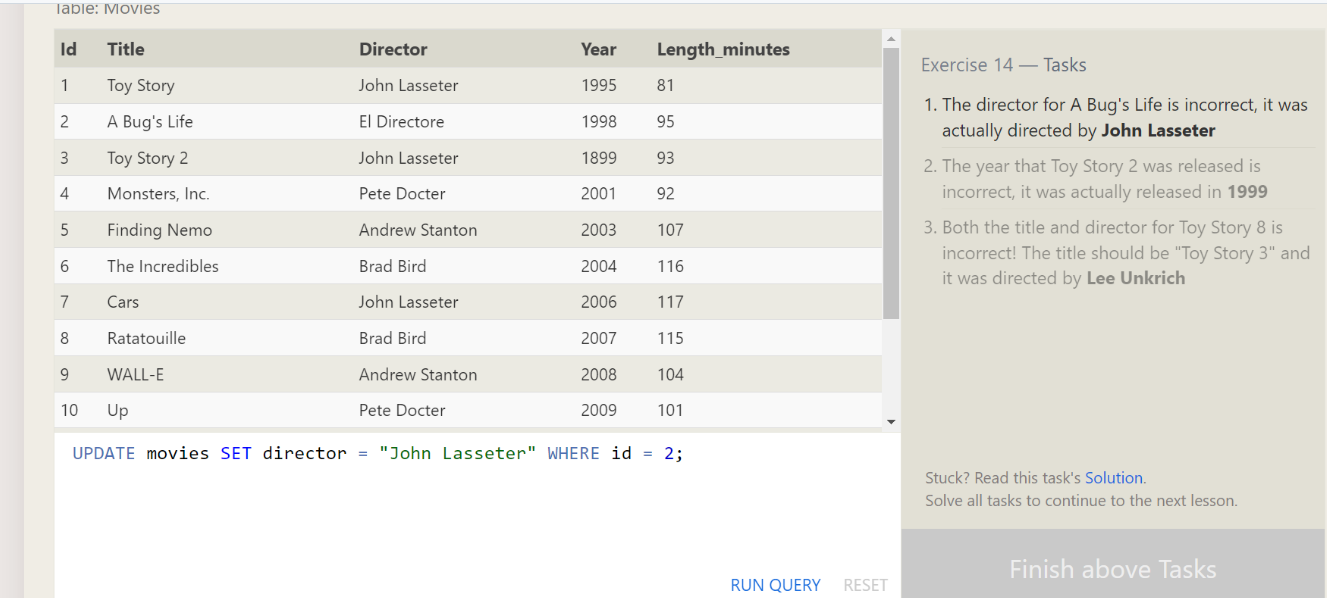 Table: Movies
Id Title Director Year Length_minutes
1 Toy Story John Lasseter 1995 81
2 A Bug's Life El Directore 1998 95
3 Toy Story 2 John Lasseter 1899 93
4 Monsters, Inc. Pete Docter 2001 92
5 Finding Nemo Andrew Stanton 2003 107
6 The Incredibles Brad Bird 2004 116
7 Cars John Lasseter 2006 117
8 Ratatouille Brad Bird 2007 115
9 WALL-E Andrew Stanton 2008 104
10 Up Pete Docter 2009 101
UPDATE movies SET director = "John Lasseter" WHERE id = 2;
RUN QUERY RESET
Exercise 14 — Tasks
1. The director for A Bug's Life is incorrect, it was
actually directed by John Lasseter
2. The year that Toy Story 2 was released is
incorrect, it was actually released in 1999
3. Both the title and director for Toy Story 8 is
incorrect! The title should be "Toy Story 3" and
it was directed by Lee Unkrich
Stuck? Read this task's Solution.
Solve all tasks to continue to the next lesson.
Finish above Tasks